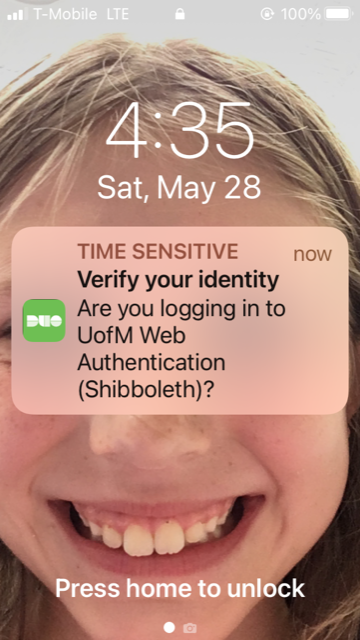 T-Mobile LTE 100%
4:35
Sat, May 28
TIME SENSITIVE now
Verify your identity
DUO
Are you logging in to
UofM Web
Authentication
(Shibboleth)?
Press home to unlock